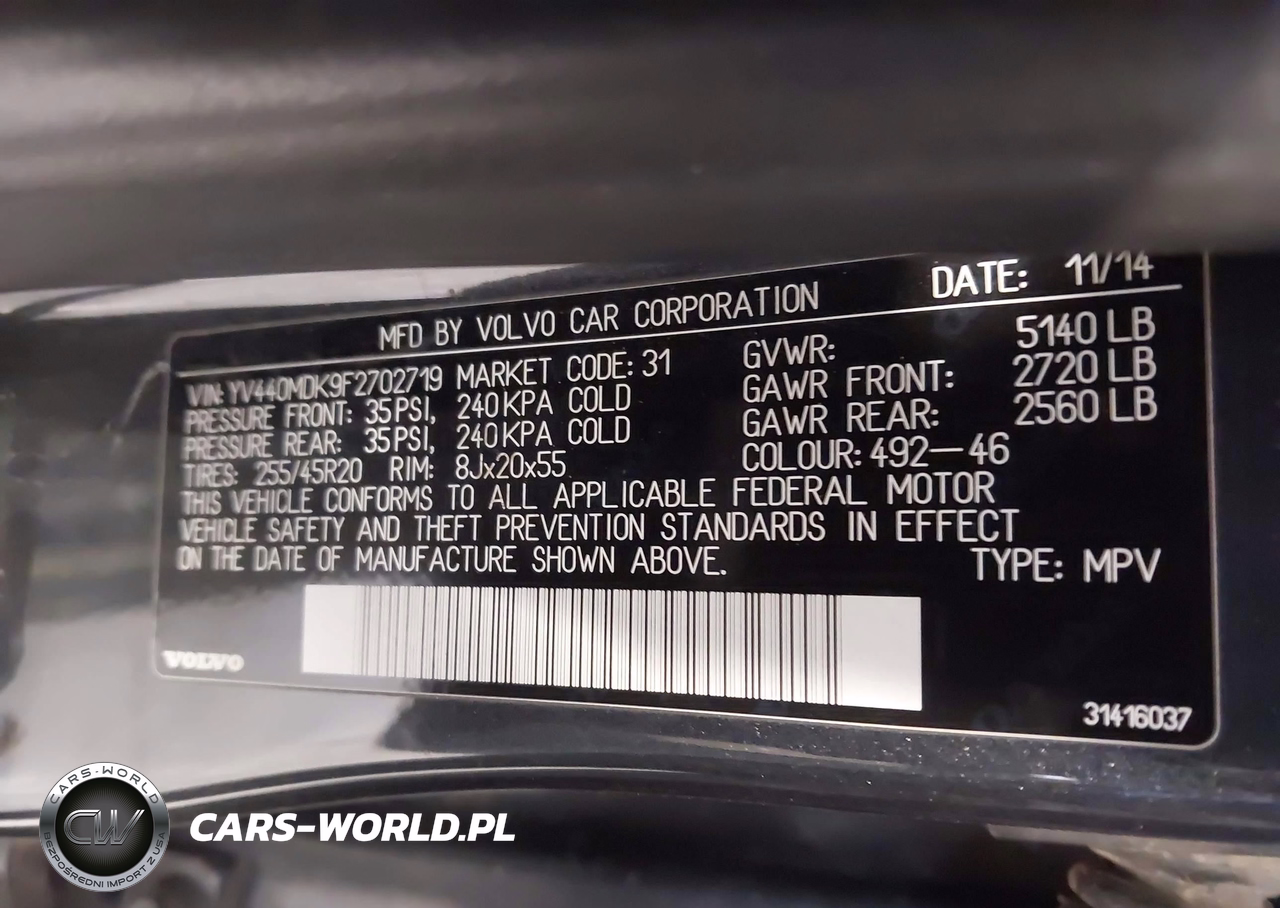 DATE: 11/14
MFD BY VOLVO CAR CORPORATION
VIN: YV440MDK9F2702719 MARKET CODE: 31 GVWR: 5140 LB
PRESSURE FRONT: 35 PSI, 240 KPA COLD GAWR FRONT: 2720 LB
PRESSURE REAR: 35 PSI, 240 KPA COLD GAWR REAR: 2560 LB
TIRES: 255/45R20 RIM: 8Jx20x55 COLOUR: 492-46
THIS VEHICLE CONFORMS TO ALL APPLICABLE FEDERAL MOTOR
VEHICLE SAFETY AND THEFT PREVENTION STANDARDS IN EFFECT
ON THE DATE OF MANUFACTURE SHOWN ABOVE. TYPE: MPV
VOLVO
31416037
CARS-WORLD
CW
BEZPOŚREDNI IMPORT Z USA
CARS-WORLD.PL